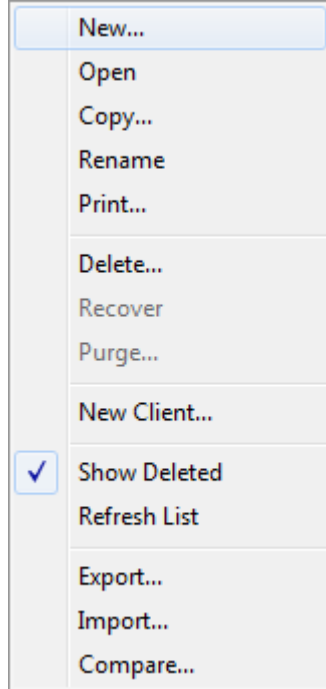 New...
Open
Copy...
Rename
Print...
Delete...
Recover
Purge...
New Client...
Show Deleted
Refresh List
Export...
Import...
Compare...